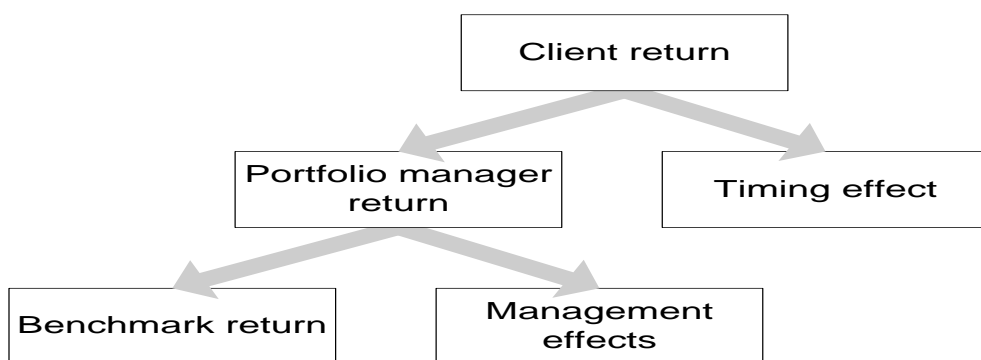 Client return
Portfolio manager
return
Timing effect
Benchmark return
Management
effects